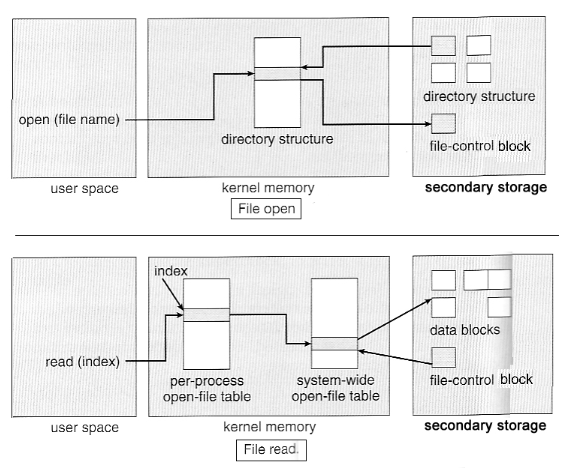 directory structure
open (file name)
directory structure
file-control block
user space
kernel memory
secondary storage
File open
index
data blocks
read (index)
per-process
open-file table
system-wide
open-file table
file-control block
user space
kernel memory
secondary storage
File read.